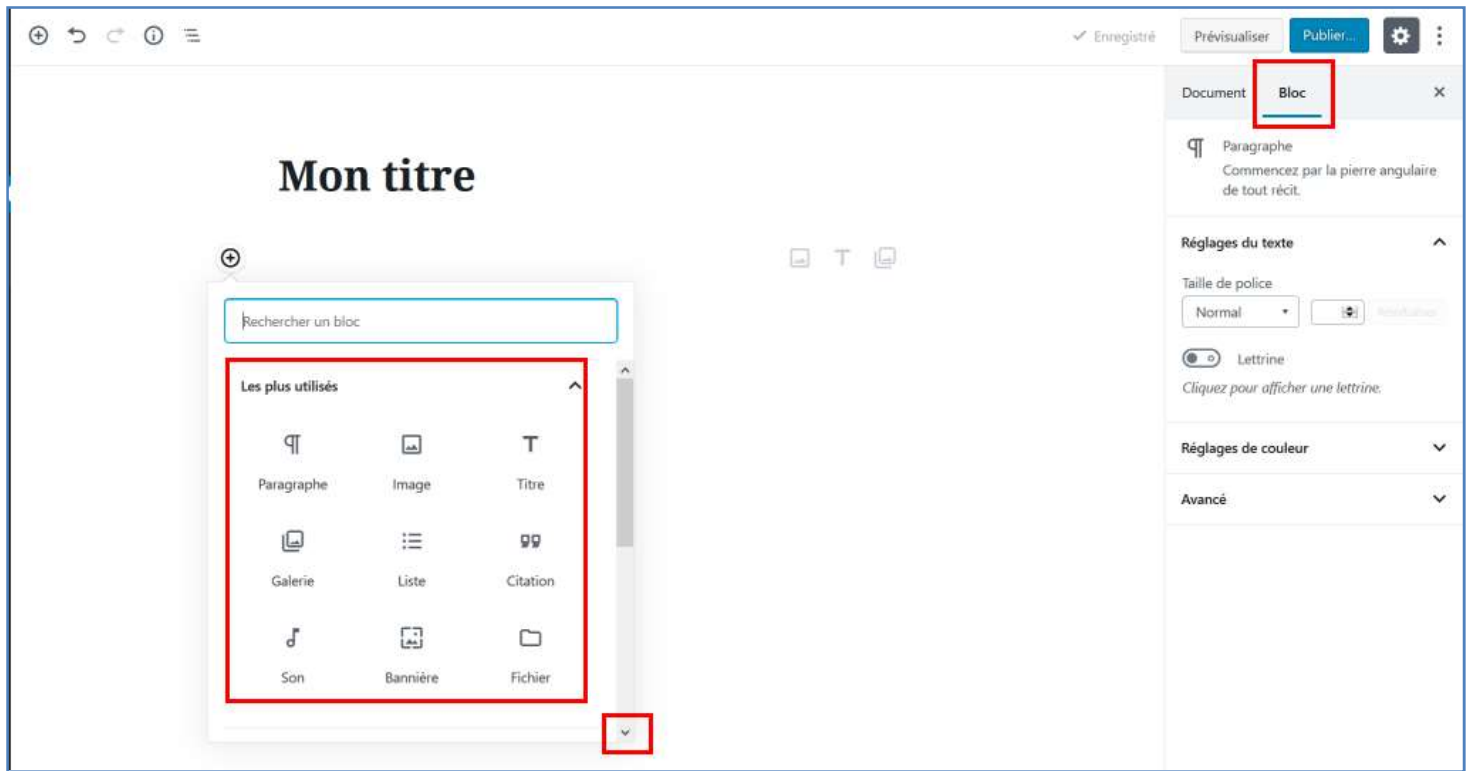 Enregistré
Prévisualiser
Publier...
Document
Bloc
Paragraphe
Commencez par la pierre angulaire
de tout récit.
Mon titre
Réglages du texte
Taille de police
Normal
Lettrine
Cliquez pour afficher une lettrine.
Réglages de couleur
Avancé
Rechercher un bloc
Les plus utilisés
Paragraphe Image Titre
Galerie Liste Citation
Son Bannière Fichier